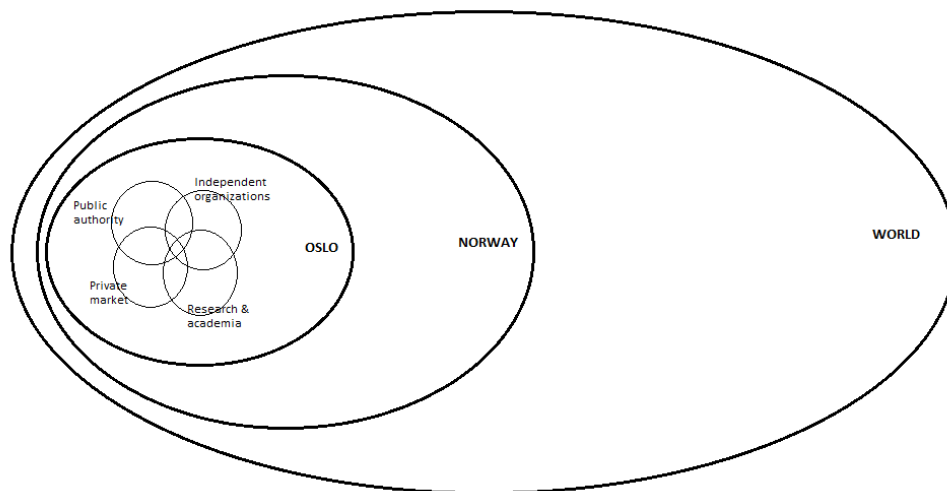 Independent
organizations
Public
authority
OSLO
NORWAY
WORLD
Private
market
Research &
academia